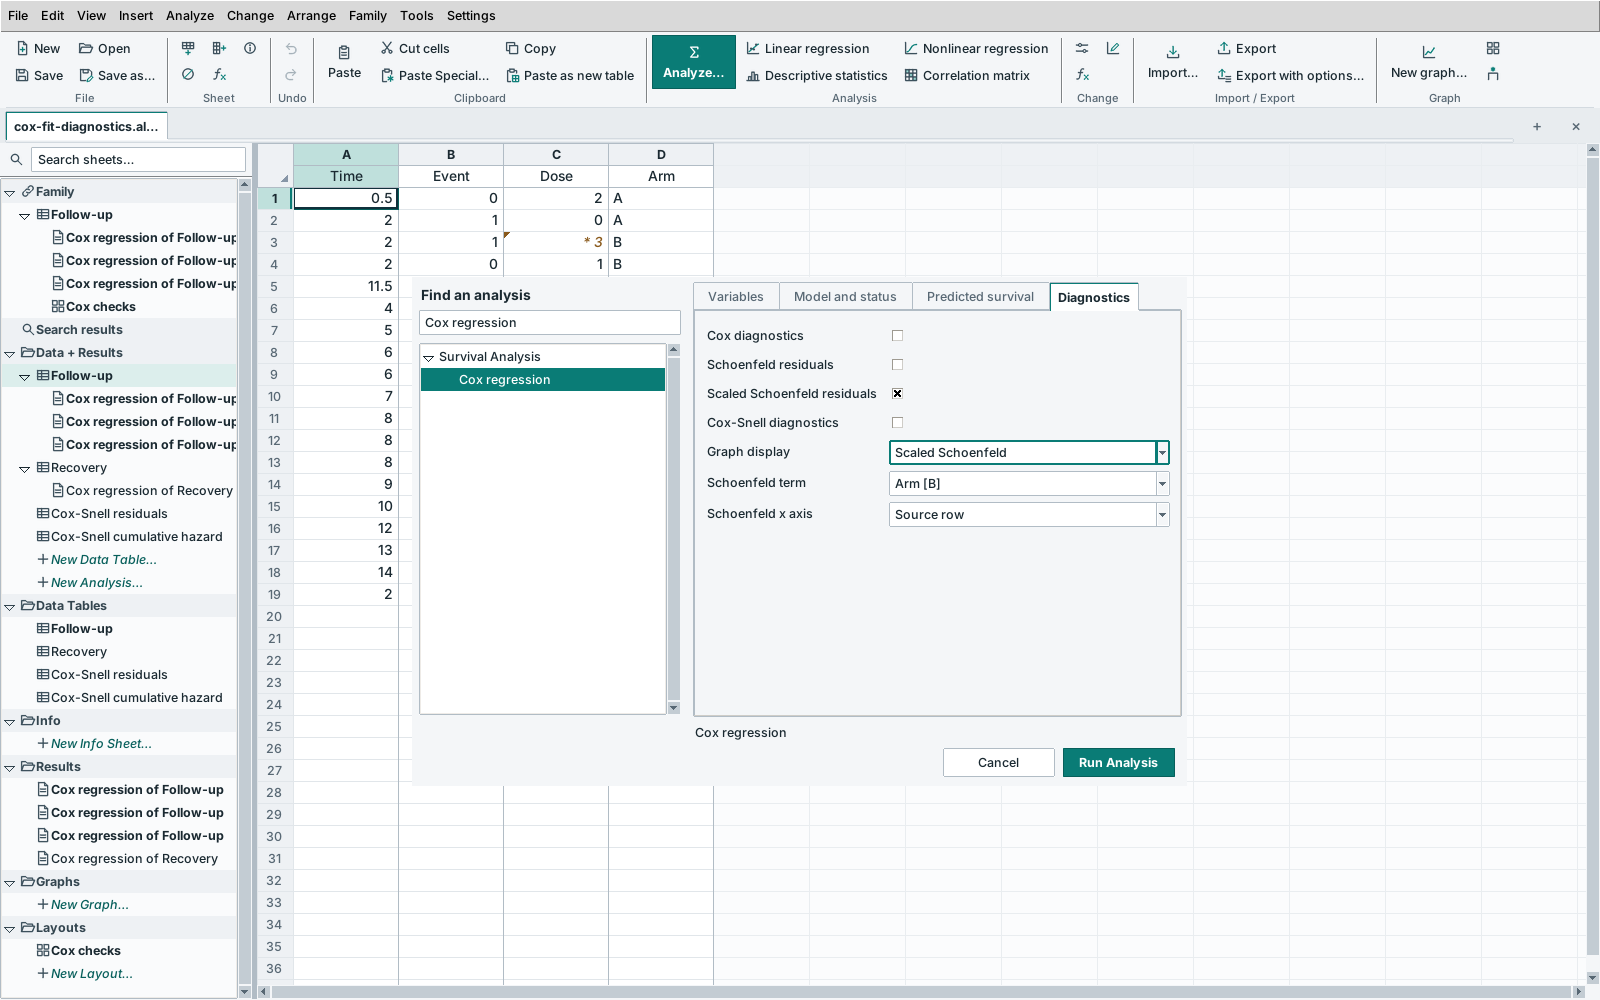 File Edit View Insert Analyze Change Arrange Family Tools Settings
New Open Cut cells Copy Linear regression Nonlinear regression Export
Paste Analyze... Import... New graph...
Save Save as... Paste Special... Paste as new table Descriptive statistics Correlation matrix Export with options...
File Sheet Undo Clipboard Analysis Change Import / Export Graph
cox-fit-diagnostics.al...
Search sheets...
Family
Follow-up
Cox regression of Follow-up
Cox regression of Follow-up
Cox regression of Follow-up
Cox checks
Search results
Data + Results
Follow-up
Cox regression of Follow-up
Cox regression of Follow-up
Cox regression of Follow-up
Recovery
Cox regression of Recovery
Cox-Snell residuals
Cox-Snell cumulative hazard
New Data Table...
New Analysis...
Data Tables
Follow-up
Recovery
Cox-Snell residuals
Cox-Snell cumulative hazard
Info
New Info Sheet...
Results
Cox regression of Follow-up
Cox regression of Follow-up
Cox regression of Follow-up
Cox regression of Recovery
Graphs
New Graph...
Layouts
Cox checks
New Layout...
A B C D
Time Event Dose Arm
1 0.5 0 2 A
2 2 1 0 A
3 2 1 * 3 B
4 2 0 1 B
5 11.5
6 4
7 5
8 6
9 6
10 7
11 8
12 8
13 8
14 9
15 10
16 12
17 13
18 14
19 2
20
21
22
23
24
25
26
27
28
29
30
31
32
33
34
35
36
Find an analysis
Cox regression
Survival Analysis
Cox regression
Variables Model and status Predicted survival Diagnostics
Cox diagnostics
Schoenfeld residuals
Scaled Schoenfeld residuals
Cox-Snell diagnostics
Graph display Scaled Schoenfeld
Schoenfeld term Arm [B]
Schoenfeld x axis Source row
Cox regression
Cancel Run Analysis